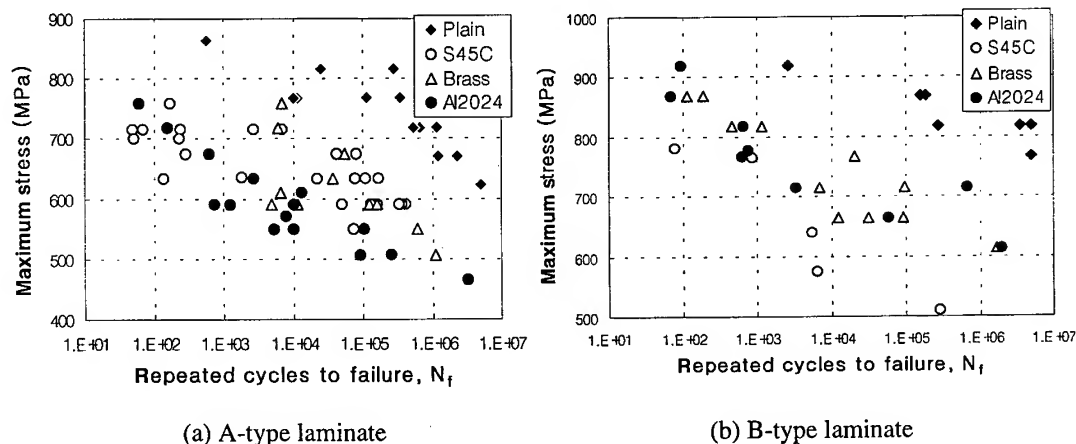 900
800
700
600
500
400
Maximum stress (MPa)
Plain
S45C
Brass
Al2024
1.E+01 1.E+02 1.E+03 1.E+04 1.E+05 1.E+06 1.E+07
Repeated cycles to failure, Nf
(a) A-type laminate
1000
900
800
700
600
500
Maximum stress (MPa)
Plain
S45C
Brass
Al2024
1.E+01 1.E+02 1.E+03 1.E+04 1.E+05 1.E+06 1.E+07
Repeated cycles to failure, Nf
(b) B-type laminate